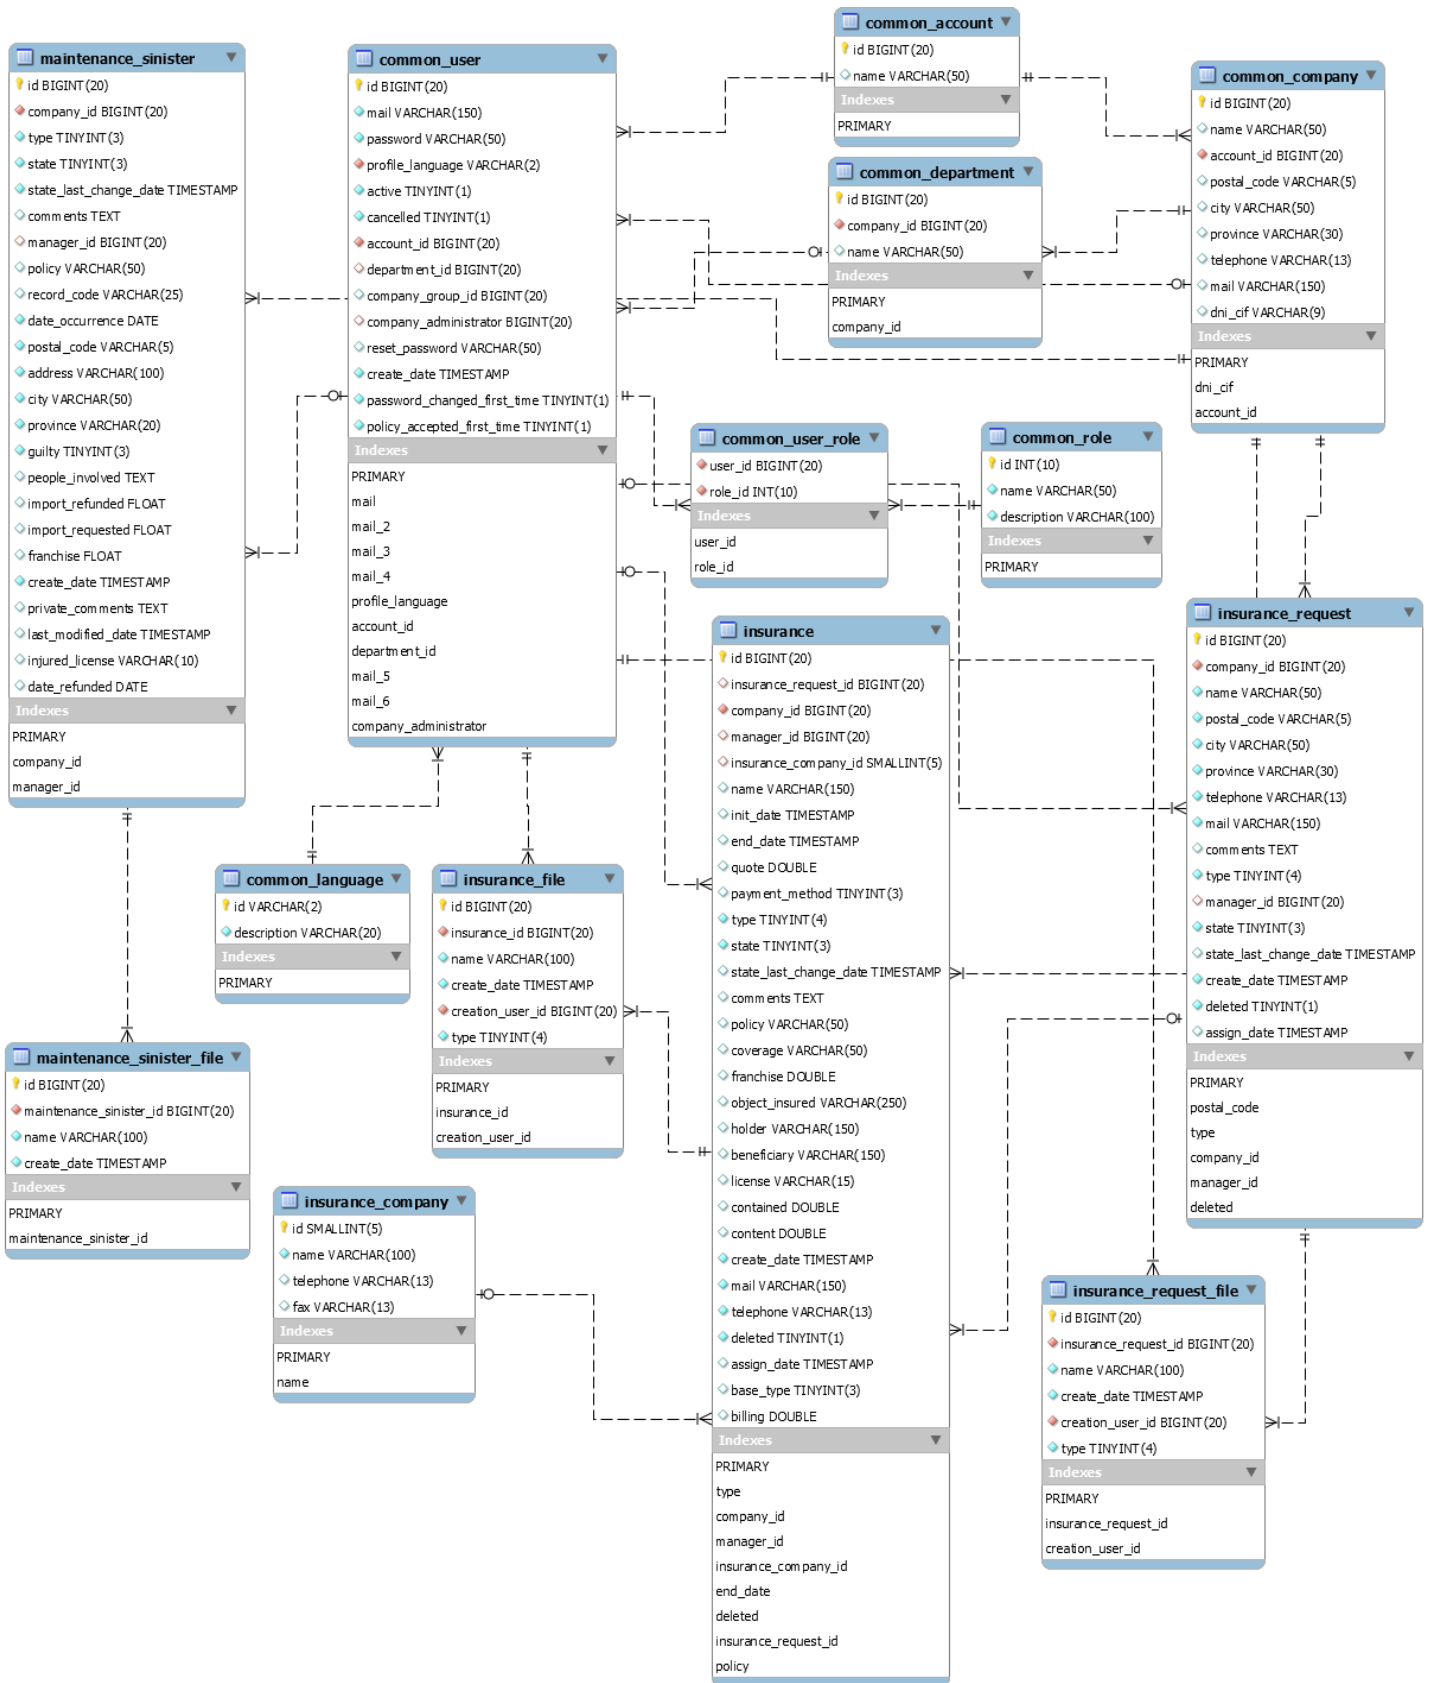 maintenance_sinister
id BIGINT(20)
company_id BIGINT(20)
type TINYINT(3)
state TINYINT(3)
state_last_change_date TIMESTAMP
comments TEXT
manager_id BIGINT(20)
policy VARCHAR(50)
record_code VARCHAR(25)
date_occurrence DATE
postal_code VARCHAR(5)
address VARCHAR(100)
city VARCHAR(50)
province VARCHAR(20)
guilty TINYINT(3)
people_involved TEXT
import_refunded FLOAT
import_requested FLOAT
franchise FLOAT
create_date TIMESTAMP
private_comments TEXT
last_modified_date TIMESTAMP
injured_license VARCHAR(10)
date_refunded DATE
Indexes
PRIMARY
company_id
manager_id
common_user
id BIGINT(20)
mail VARCHAR(150)
password VARCHAR(50)
profile_language VARCHAR(2)
active TINYINT(1)
cancelled TINYINT(1)
account_id BIGINT(20)
department_id BIGINT(20)
company_group_id BIGINT(20)
company_administrator BIGINT(20)
reset_password VARCHAR(50)
create_date TIMESTAMP
password_changed_first_time TINYINT(1)
policy_accepted_first_time TINYINT(1)
Indexes
PRIMARY
mail
mail_2
mail_3
mail_4
profile_language
account_id
department_id
mail_5
mail_6
company_administrator
common_account
id BIGINT(20)
name VARCHAR(50)
Indexes
PRIMARY
common_department
id BIGINT(20)
company_id BIGINT(20)
name VARCHAR(50)
Indexes
PRIMARY
company_id
common_company
id BIGINT(20)
name VARCHAR(50)
account_id BIGINT(20)
postal_code VARCHAR(5)
city VARCHAR(50)
province VARCHAR(30)
telephone VARCHAR(13)
mail VARCHAR(150)
dni_cif VARCHAR(9)
Indexes
PRIMARY
dni_cif
account_id
common_user_role
user_id BIGINT(20)
role_id INT(10)
Indexes
user_id
role_id
common_role
id INT(10)
name VARCHAR(50)
description VARCHAR(100)
Indexes
PRIMARY
insurance
id BIGINT(20)
insurance_request_id BIGINT(20)
company_id BIGINT(20)
manager_id BIGINT(20)
insurance_company_id SMALLINT(5)
name VARCHAR(150)
init_date TIMESTAMP
end_date TIMESTAMP
quote DOUBLE
payment_method TINYINT(3)
type TINYINT(4)
state TINYINT(3)
state_last_change_date TIMESTAMP
comments TEXT
policy VARCHAR(50)
coverage VARCHAR(50)
franchise DOUBLE
object_insured VARCHAR(250)
holder VARCHAR(150)
beneficiary VARCHAR(150)
license VARCHAR(15)
contained DOUBLE
content DOUBLE
create_date TIMESTAMP
mail VARCHAR(150)
telephone VARCHAR(13)
deleted TINYINT(1)
assign_date TIMESTAMP
base_type TINYINT(3)
billing DOUBLE
Indexes
PRIMARY
type
company_id
manager_id
insurance_company_id
end_date
deleted
insurance_request_id
policy
insurance_request
id BIGINT(20)
company_id BIGINT(20)
name VARCHAR(50)
postal_code VARCHAR(5)
city VARCHAR(50)
province VARCHAR(30)
telephone VARCHAR(13)
mail VARCHAR(150)
comments TEXT
type TINYINT(4)
manager_id BIGINT(20)
state TINYINT(3)
state_last_change_date TIMESTAMP
create_date TIMESTAMP
deleted TINYINT(1)
assign_date TIMESTAMP
Indexes
PRIMARY
postal_code
type
company_id
manager_id
deleted
common_language
id VARCHAR(2)
description VARCHAR(20)
Indexes
PRIMARY
insurance_file
id BIGINT(20)
insurance_id BIGINT(20)
name VARCHAR(100)
create_date TIMESTAMP
creation_user_id BIGINT(20)
type TINYINT(4)
Indexes
PRIMARY
insurance_id
creation_user_id
maintenance_sinister_file
id BIGINT(20)
maintenance_sinister_id BIGINT(20)
name VARCHAR(100)
create_date TIMESTAMP
Indexes
PRIMARY
maintenance_sinister_id
insurance_company
id SMALLINT(5)
name VARCHAR(100)
telephone VARCHAR(13)
fax VARCHAR(13)
Indexes
PRIMARY
name
insurance_request_file
id BIGINT(20)
insurance_request_id BIGINT(20)
name VARCHAR(100)
create_date TIMESTAMP
creation_user_id BIGINT(20)
type TINYINT(4)
Indexes
PRIMARY
insurance_request_id
creation_user_id